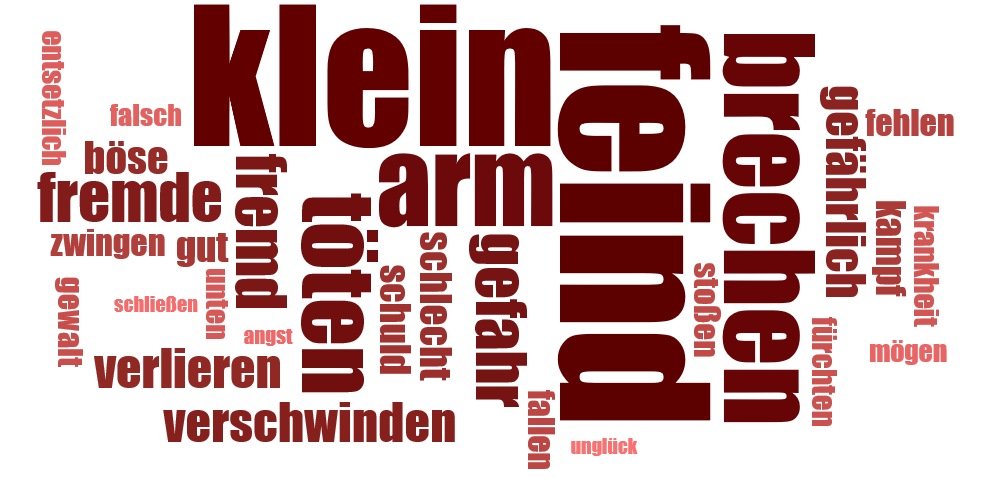 klein
feind
brechen
entsetzlich
falsch
gefährlich
fehlen
böse
fremd
arm
fremde
töten
kampf
krankheit
zwingen
gut
schlecht
gefahr
schuld
stoßen
unten
gewalt
schließen
angst
fürchten
mögen
verlieren
fallen
verschwinden
unglück